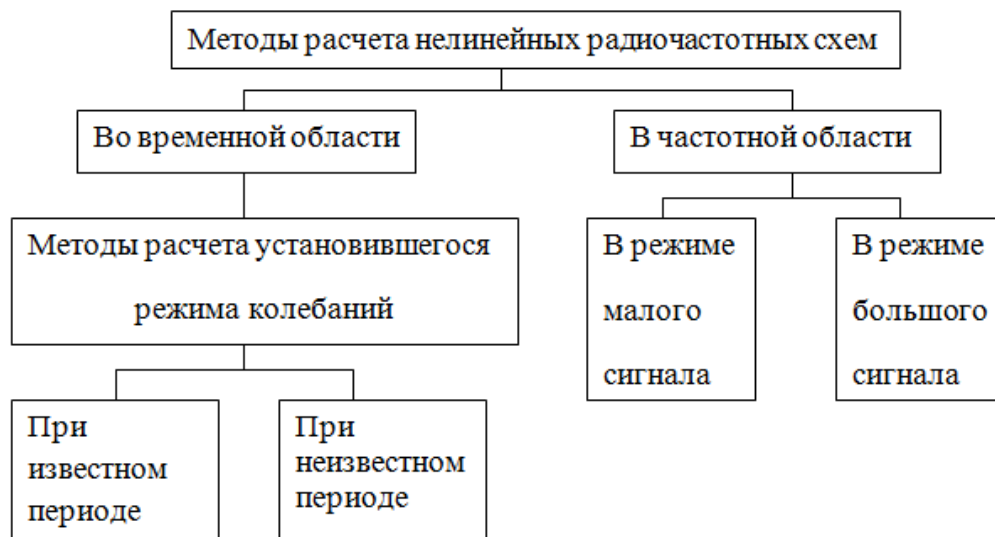 Методы расчета нелинейных радиочастотных схем
Во временной области
В частотной области
Методы расчета установившегося
режима колебаний
В режиме
малого
сигнала
В режиме
большого
сигнала
При
известном
периоде
При
неизвестном
периоде